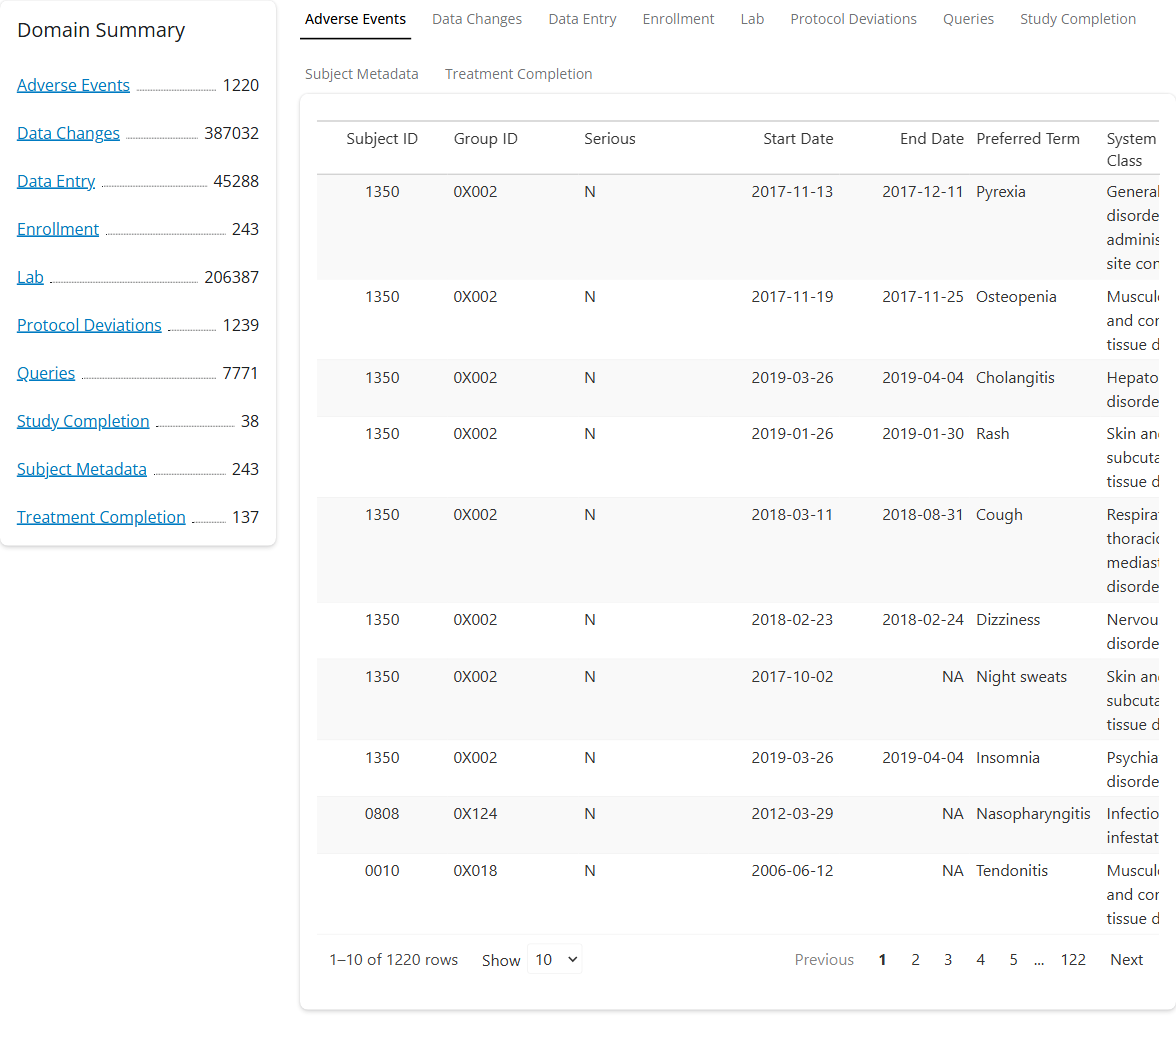 Domain Summary
Adverse Events 1220
Data Changes 387032
Data Entry 45288
Enrollment 243
Lab 206387
Protocol Deviations 1239
Queries 7771
Study Completion 38
Subject Metadata 243
Treatment Completion 137
Adverse Events Data Changes Data Entry Enrollment Lab Protocol Deviations Queries Study Completion
Subject Metadata Treatment Completion
Subject ID Group ID Serious Start Date End Date Preferred Term System
Class
1350 0X002 N 2017-11-13 2017-12-11 Pyrexia General
disorde
adminis
site con
1350 0X002 N 2017-11-19 2017-11-25 Osteopenia Muscul
and con
tissue d
1350 0X002 N 2019-03-26 2019-04-04 Cholangitis Hepato
disorde
1350 0X002 N 2019-01-26 2019-01-30 Rash Skin an
subcuta
tissue d
1350 0X002 N 2018-03-11 2018-08-31 Cough Respira
thoracic
medias
disorde
1350 0X002 N 2018-02-23 2018-02-24 Dizziness Nervou
disorde
1350 0X002 N 2017-10-02 NA Night sweats Skin an
subcuta
tissue d
1350 0X002 N 2019-03-26 2019-04-04 Insomnia Psychia
disorde
0808 0X124 N 2012-03-29 NA Nasopharyngitis Infectio
infestat
0010 0X018 N 2006-06-12 NA Tendonitis Muscul
and con
tissue d
1–10 of 1220 rows Show 10 Previous 1 2 3 4 5 ... 122 Next